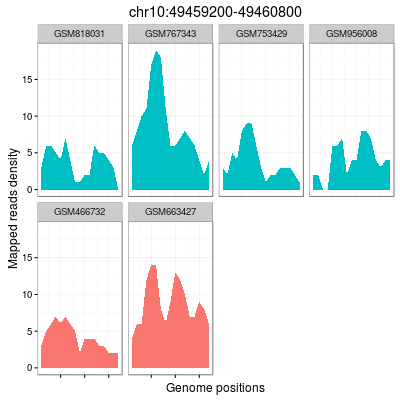 chr10:49459200-49460800
GSM818031 GSM767343 GSM753429 GSM956008
15
10
5
0
Mapped reads density
GSM466732 GSM663427
15
10
5
0
Genome positions